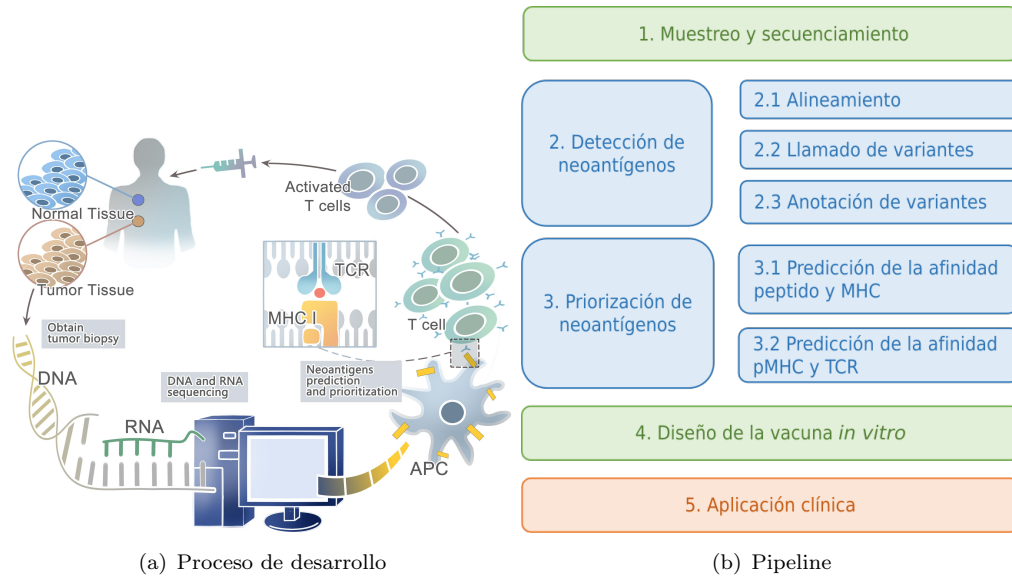 Normal Tissue
Tumor Tissue
Activated
T cells
TCR
MHC I
T cell
Obtain
tumor biopsy
DNA
RNA
DNA and RNA
sequencing
Neoantigens
prediction
and prioritization
APC
(a) Proceso de desarrollo
1. Muestreo y secuenciamiento
2. Detección de
neoantígenos
2.1 Alineamiento
2.2 Llamado de variantes
2.3 Anotación de variantes
3. Priorización de
neoantígenos
3.1 Predicción de la afinidad
peptido y MHC
3.2 Predicción de la afinidad
pMHC y TCR
4. Diseño de la vacuna in vitro
5. Aplicación clínica
(b) Pipeline